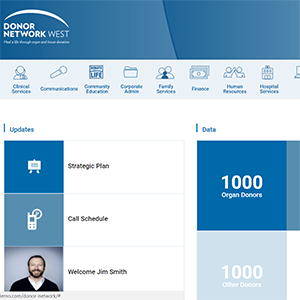 DONOR
NETWORK WEST
Heal a life through organ and tissue donation
DONATE
LIFE
Clinical
Services
Communications
Community
Education
Corporate
Admin
Family
Services
Finance
Human
Resources
Hospital
Services
Updates
Data
Strategic Plan
1000
Organ Donors
Call Schedule
Welcome Jim Smith
1000
Other Donors
lemo.com/donor-network/#